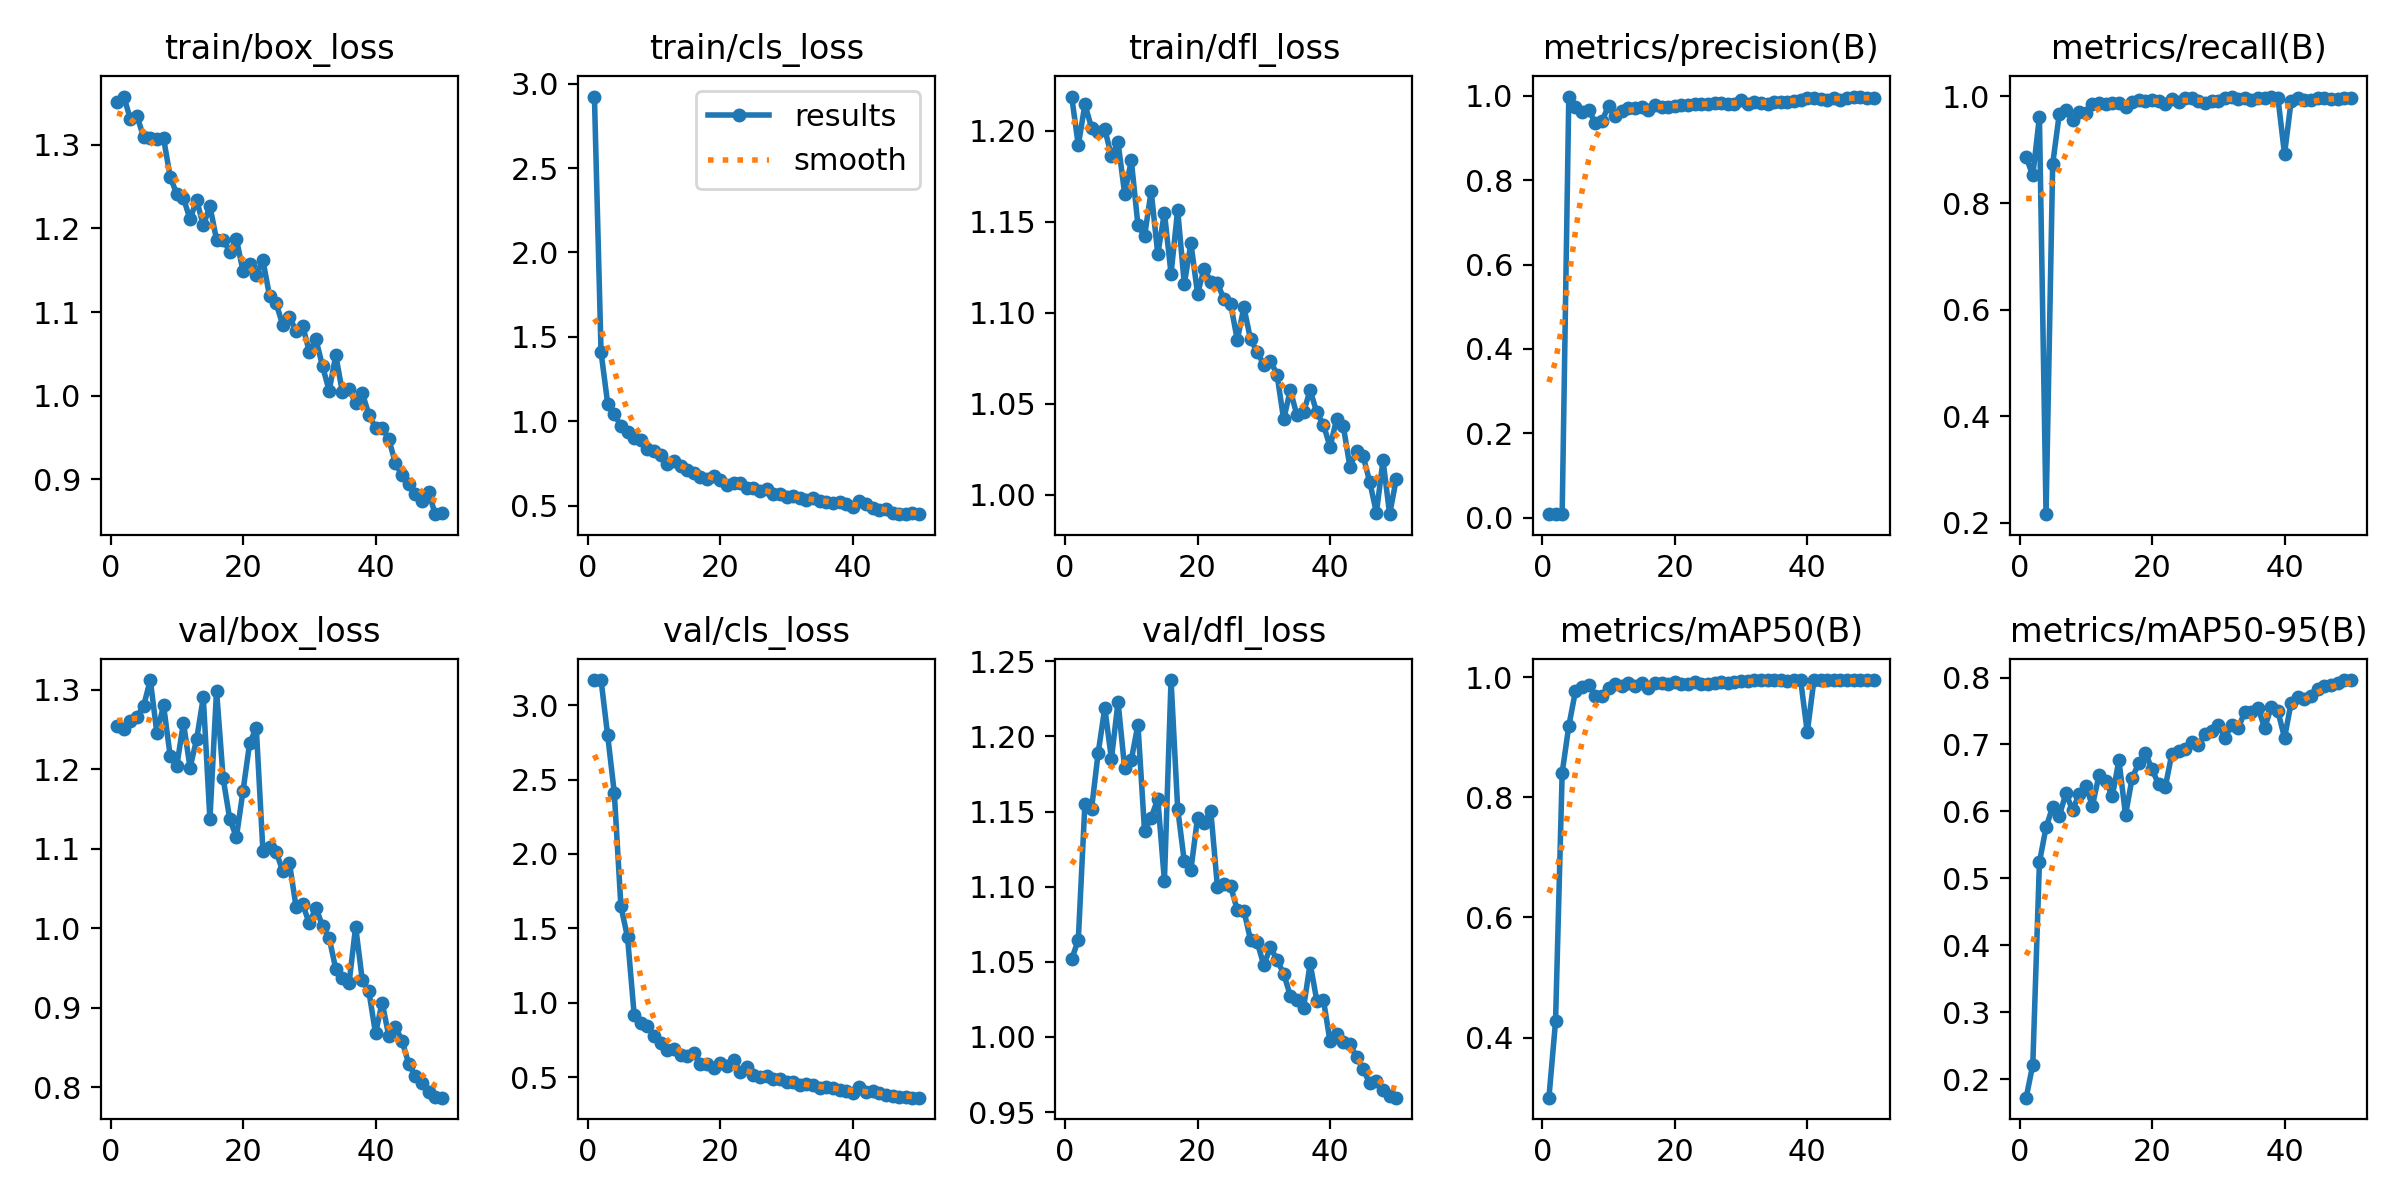 train/box_loss
1.3
1.2
1.1
1.0
0.9
0 20 40
train/cls_loss
results
smooth
3.0
2.5
2.0
1.5
1.0
0.5
0 20 40
train/dfl_loss
1.20
1.15
1.10
1.05
1.00
0 20 40
metrics/precision(B)
1.0
0.8
0.6
0.4
0.2
0.0
0 20 40
metrics/recall(B)
1.0
0.8
0.6
0.4
0.2
0 20 40
val/box_loss
1.3
1.2
1.1
1.0
0.9
0.8
0 20 40
val/cls_loss
3.0
2.5
2.0
1.5
1.0
0.5
0 20 40
val/dfl_loss
1.25
1.20
1.15
1.10
1.05
1.00
0.95
0 20 40
metrics/mAP50(B)
1.0
0.8
0.6
0.4
0 20 40
metrics/mAP50-95(B)
0.8
0.7
0.6
0.5
0.4
0.3
0.2
0 20 40